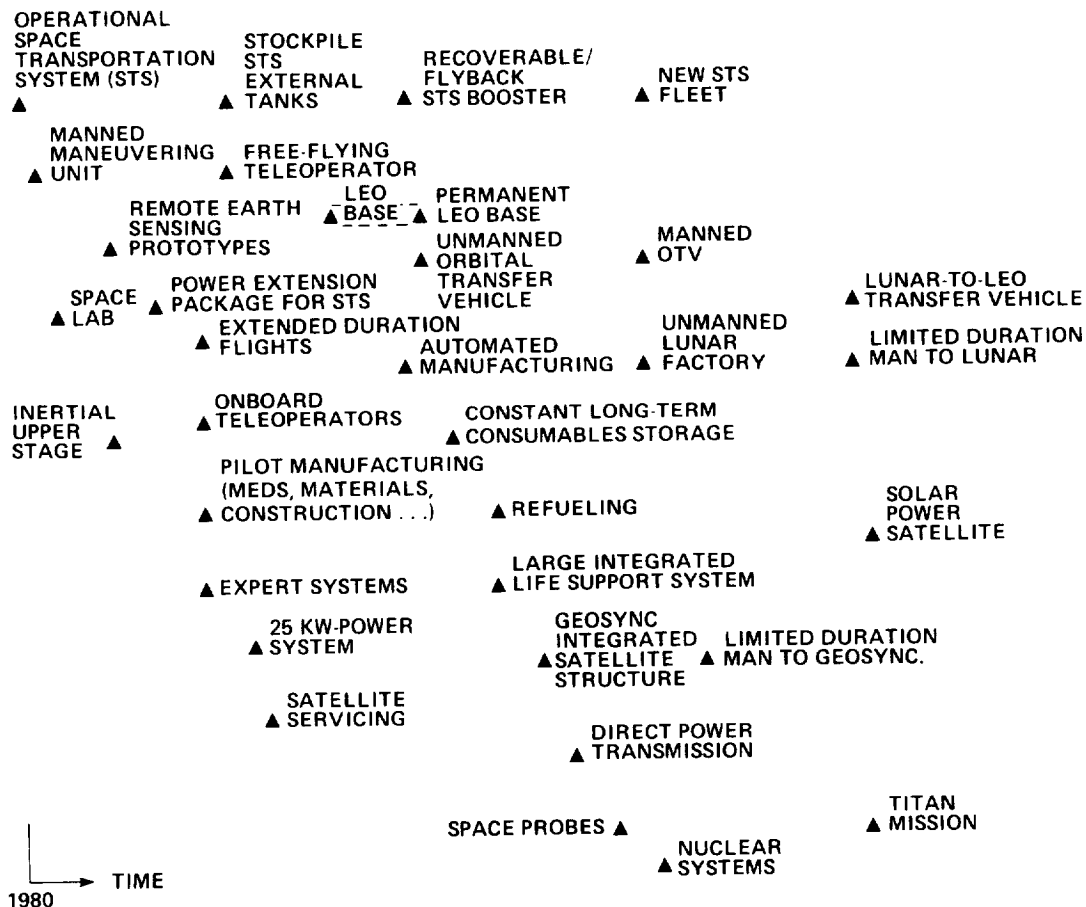 OPERATIONAL
SPACE
TRANSPORTATION
SYSTEM (STS)
STOCKPILE
STS
EXTERNAL
TANKS
RECOVERABLE/
FLYBACK
STS BOOSTER
NEW STS
FLEET
MANNED
MANEUVERING
UNIT
FREE-FLYING
TELEOPERATOR
LEO
BASE
PERMANENT
LEO BASE
REMOTE EARTH
SENSING
PROTOTYPES
UNMANNED
ORBITAL
TRANSFER
VEHICLE
MANNED
OTV
LUNAR-TO-LEO
TRANSFER VEHICLE
SPACE
LAB
POWER EXTENSION
PACKAGE FOR STS
EXTENDED DURATION
FLIGHTS
AUTOMATED
MANUFACTURING
UNMANNED
LUNAR
FACTORY
LIMITED DURATION
MAN TO LUNAR
INERTIAL
UPPER
STAGE
ONBOARD
TELEOPERATORS
CONSTANT LONG-TERM
CONSUMABLES STORAGE
PILOT MANUFACTURING
(MEDS, MATERIALS,
CONSTRUCTION . . .)
REFUELING
SOLAR
POWER
SATELLITE
EXPERT SYSTEMS
LARGE INTEGRATED
LIFE SUPPORT SYSTEM
25 KW-POWER
SYSTEM
GEOSYNC
INTEGRATED
SATELLITE
STRUCTURE
LIMITED DURATION
MAN TO GEOSYNC.
SATELLITE
SERVICING
DIRECT POWER
TRANSMISSION
SPACE PROBES
TITAN
MISSION
NUCLEAR
SYSTEMS
TIME
1980